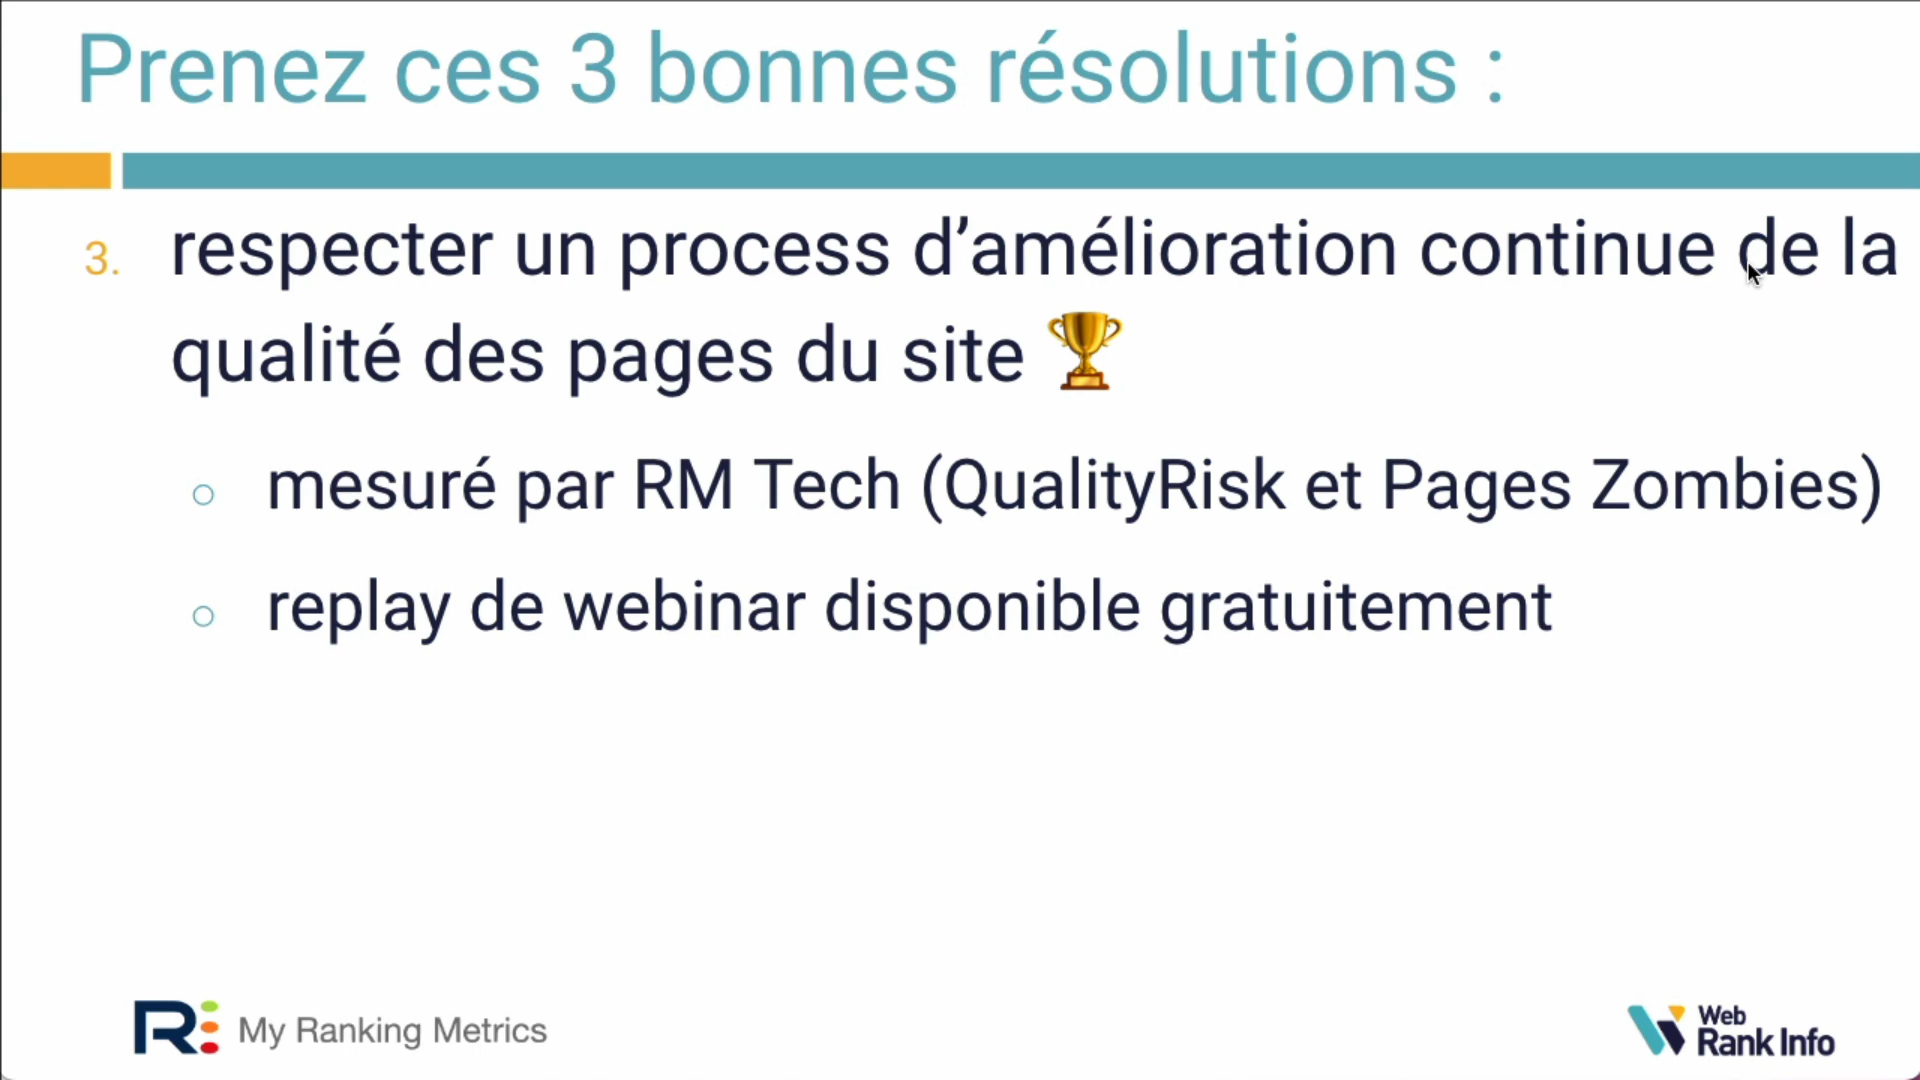 Prenez ces 3 bonnes résolutions :
3. respecter un process d’amélioration continue de la
qualité des pages du site 🏆
○ mesuré par RM Tech (QualityRisk et Pages Zombies)
○ replay de webinar disponible gratuitement
R: My Ranking Metrics
Web
Rank Info